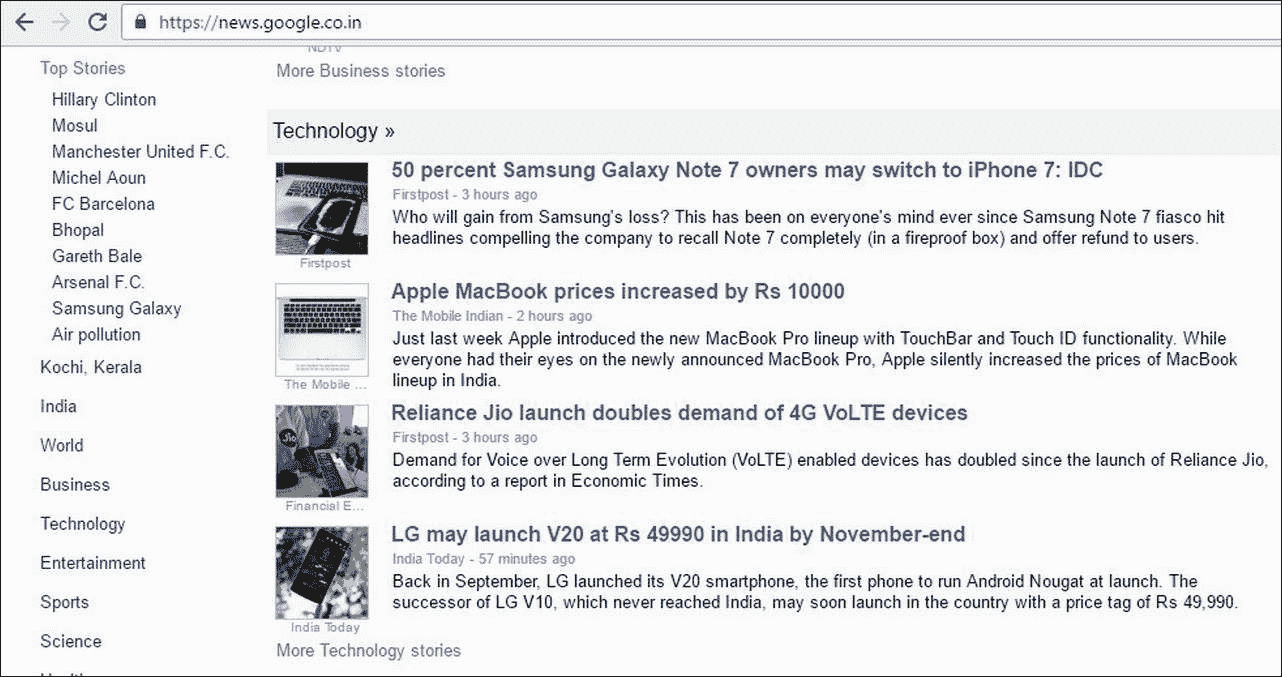 https://news.google.co.in
Top Stories
Hillary Clinton
Mosul
Manchester United F.C.
Michel Aoun
FC Barcelona
Bhopal
Gareth Bale
Arsenal F.C.
Samsung Galaxy
Air pollution
Kochi, Kerala
India
World
Business
Technology
Entertainment
Sports
Science
NDTV
More Business stories
Technology »
50 percent Samsung Galaxy Note 7 owners may switch to iPhone 7: IDC
Firstpost - 3 hours ago
Who will gain from Samsung's loss? This has been on everyone's mind ever since Samsung Note 7 fiasco hit
headlines compelling the company to recall Note 7 completely (in a fireproof box) and offer refund to users.
Firstpost
Apple MacBook prices increased by Rs 10000
The Mobile Indian - 2 hours ago
Just last week Apple introduced the new MacBook Pro lineup with TouchBar and Touch ID functionality. While
everyone had their eyes on the newly announced MacBook Pro, Apple silently increased the prices of MacBook
lineup in India.
The Mobile ...
Reliance Jio launch doubles demand of 4G VoLTE devices
Firstpost - 3 hours ago
Demand for Voice over Long Term Evolution (VoLTE) enabled devices has doubled since the launch of Reliance Jio,
according to a report in Economic Times.
Jio
Financial E...
LG may launch V20 at Rs 49990 in India by November-end
India Today - 57 minutes ago
Back in September, LG launched its V20 smartphone, the first phone to run Android Nougat at launch. The
successor of LG V10, which never reached India, may soon launch in the country with a price tag of Rs 49,990.
India Today
More Technology stories